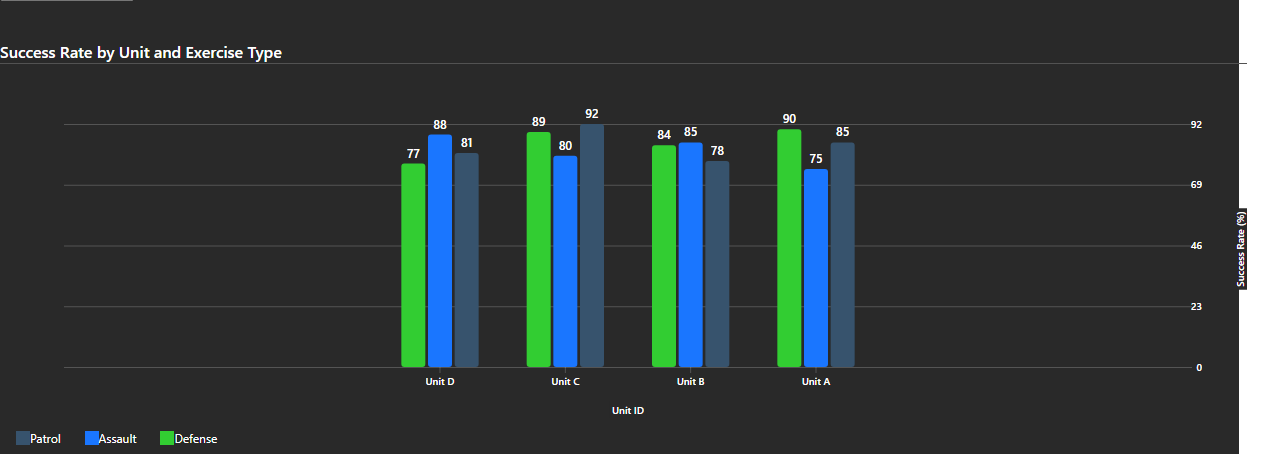 Success Rate by Unit and Exercise Type
92
89
90
88
84
85
85
81
80
78
77
75
92
69
46
23
0
Success Rate (%)
Unit D
Unit C
Unit B
Unit A
Unit ID
Patrol
Assault
Defense